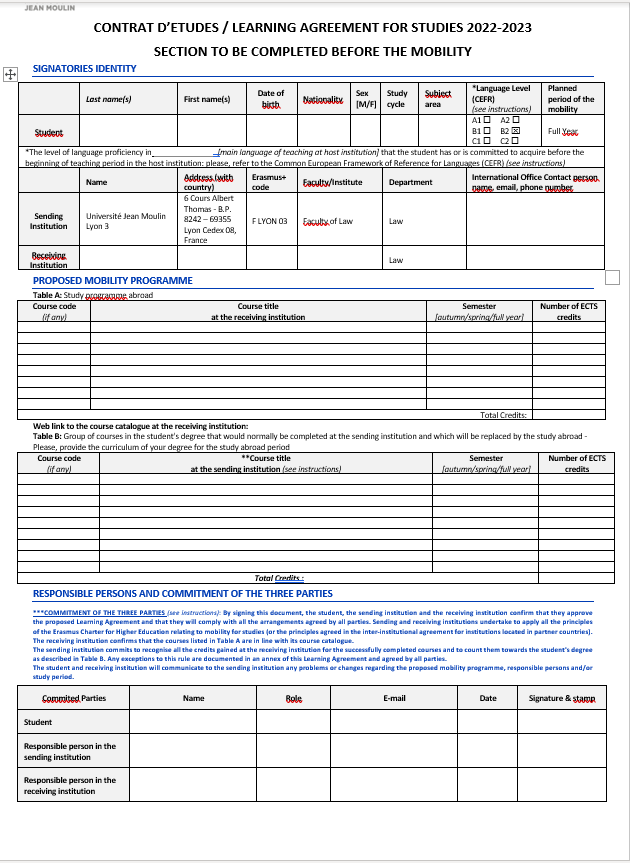 JEAN MOULIN
CONTRAT D'ETUDES / LEARNING AGREEMENT FOR STUDIES 2022-2023
SECTION TO BE COMPLETED BEFORE THE MOBILITY
SIGNATORIES IDENTITY
Last name(s) First name(s) Date of birth Nationality Sex [M/F] Study cycle Subject area *Language Level (CEFR) (see instructions) Planned period of the mobility
Student A1 ☐ A2 ☐
B1 ☐ B2 ☒ Full Year
C1 ☐ C2 ☐
*The level of language proficiency in ____________ [main language of teaching at host institution] that the student has or is committed to acquire before the
beginning of teaching period in the host institution: please, refer to the Common European Framework of Reference for Languages (CEFR) (see instructions)
Name Address (with country) Erasmus+ code Faculty/Institute Department International Office Contact person name, email, phone number
Sending Institution Université Jean Moulin Lyon 3 6 Cours Albert Thomas - B.P. 8242 – 69355 Lyon Cedex 08, France F LYON 03 Faculty of Law Law
Receiving Institution Law
PROPOSED MOBILITY PROGRAMME
Table A: Study programme abroad
Course code (if any) Course title at the receiving institution Semester [autumn/spring/full year] Number of ECTS credits
Total Credits:
Web link to the course catalogue at the receiving institution:
Table B: Group of courses in the student's degree that would normally be completed at the sending institution and which will be replaced by the study abroad -
Please, provide the curriculum of your degree for the study abroad period
Course code (if any) **Course title at the sending institution (see instructions) Semester [autumn/spring/full year] Number of ECTS credits
Total Credits :
RESPONSIBLE PERSONS AND COMMITMENT OF THE THREE PARTIES
***COMMITMENT OF THE THREE PARTIES (see instructions): By signing this document, the student, the sending institution and the receiving institution confirm that they approve
the proposed Learning Agreement and that they will comply with all the arrangements agreed by all parties. Sending and receiving institutions undertake to apply all the principles
of the Erasmus Charter for Higher Education relating to mobility for studies (or the principles agreed in the inter-institutional agreement for institutions located in partner countries).
The receiving institution confirms that the courses listed in Table A are in line with its course catalogue.
The sending institution commits to recognise all the credits gained at the receiving institution for the successfully completed courses and to count them towards the student's degree
as described in Table B. Any exceptions to this rule are documented in an annex of this Learning Agreement and agreed by all parties.
The student and receiving institution will communicate to the sending institution any problems or changes regarding the proposed mobility programme, responsible persons and/or
study period.
Commited Parties Name Role E-mail Date Signature & stamp
Student
Responsible person in the
sending institution
Responsible person in the
receiving institution